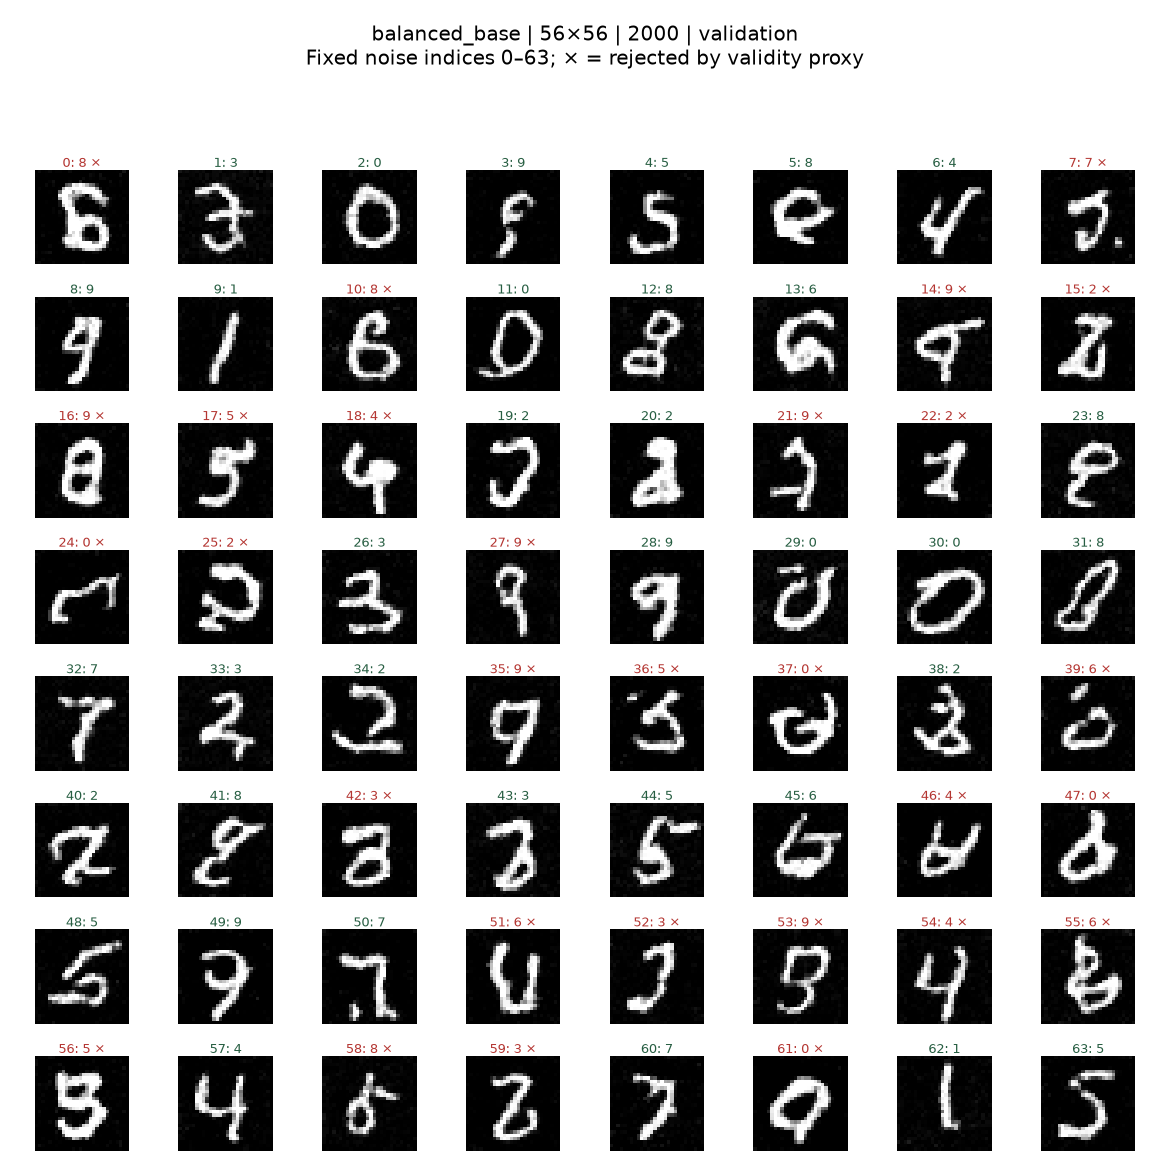 balanced_base | 56×56 | 2000 | validation
Fixed noise indices 0–63; × = rejected by validity proxy
0: 8 × 1: 3 2: 0 3: 9 4: 5 5: 8 6: 4 7: 7 ×
8: 9 9: 1 10: 8 × 11: 0 12: 8 13: 6 14: 9 × 15: 2 ×
16: 9 × 17: 5 × 18: 4 × 19: 2 20: 2 21: 9 × 22: 2 × 23: 8
24: 0 × 25: 2 × 26: 3 27: 9 × 28: 9 29: 0 30: 0 31: 8
32: 7 33: 3 34: 2 35: 9 × 36: 5 × 37: 0 × 38: 2 39: 6 ×
40: 2 41: 8 42: 3 × 43: 3 44: 5 45: 6 46: 4 × 47: 0 ×
48: 5 49: 9 50: 7 51: 6 × 52: 3 × 53: 9 × 54: 4 × 55: 6 ×
56: 5 × 57: 4 58: 8 × 59: 3 × 60: 7 61: 0 × 62: 1 63: 5